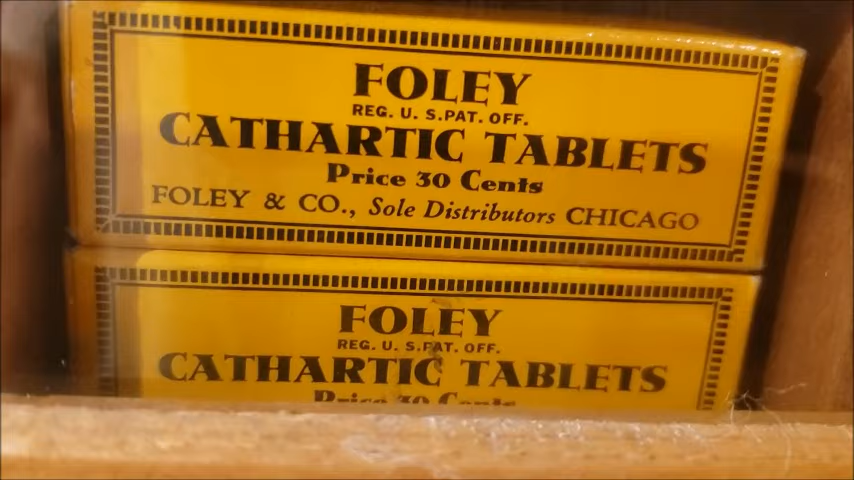 FOLEY
REG. U. S. PAT. OFF.
CATHARTIC TABLETS
Price 30 Cents
FOLEY & CO., Sole Distributors CHICAGO
FOLEY
REG. U. S. PAT. OFF.
CATHARTIC TABLETS
Price 30 Cents